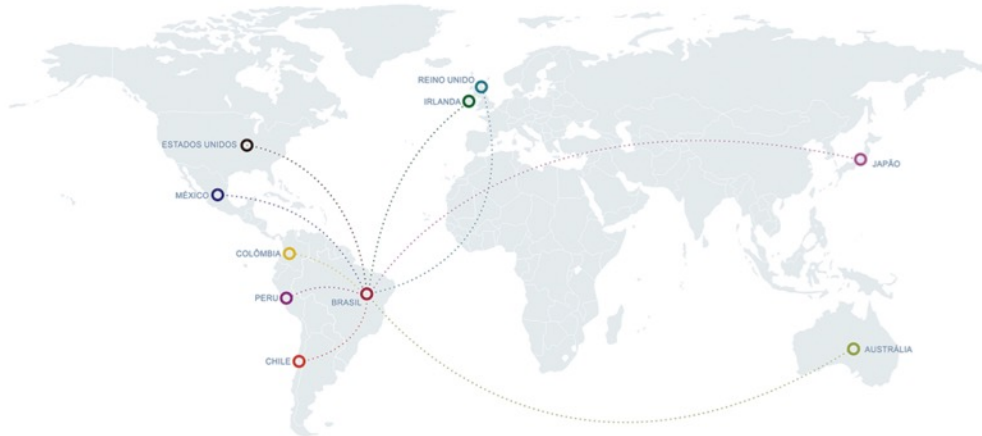 REINO UNIDO
IRLANDA
ESTADOS UNIDOS
JAPÃO
MÉXICO
COLÔMBIA
PERU
BRASIL
AUSTRÁLIA
CHILE